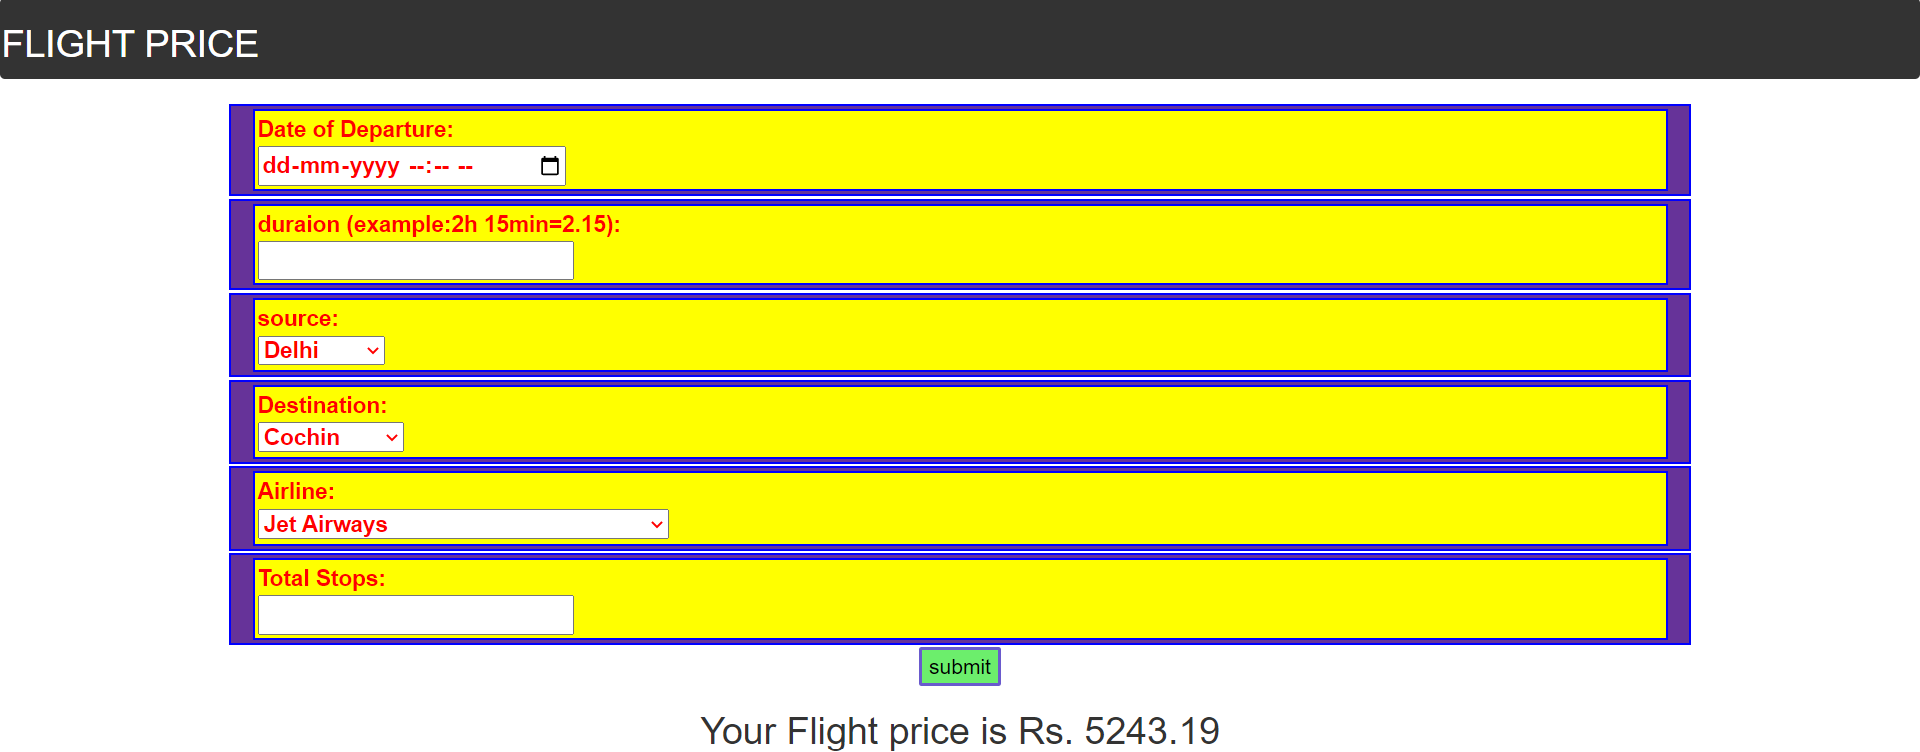 FLIGHT PRICE
Date of Departure:
dd-mm-yyyy --:-- --
duraion (example:2h 15min=2.15):
source:
Delhi
Destination:
Cochin
Airline:
Jet Airways
Total Stops:
submit
Your Flight price is Rs. 5243.19